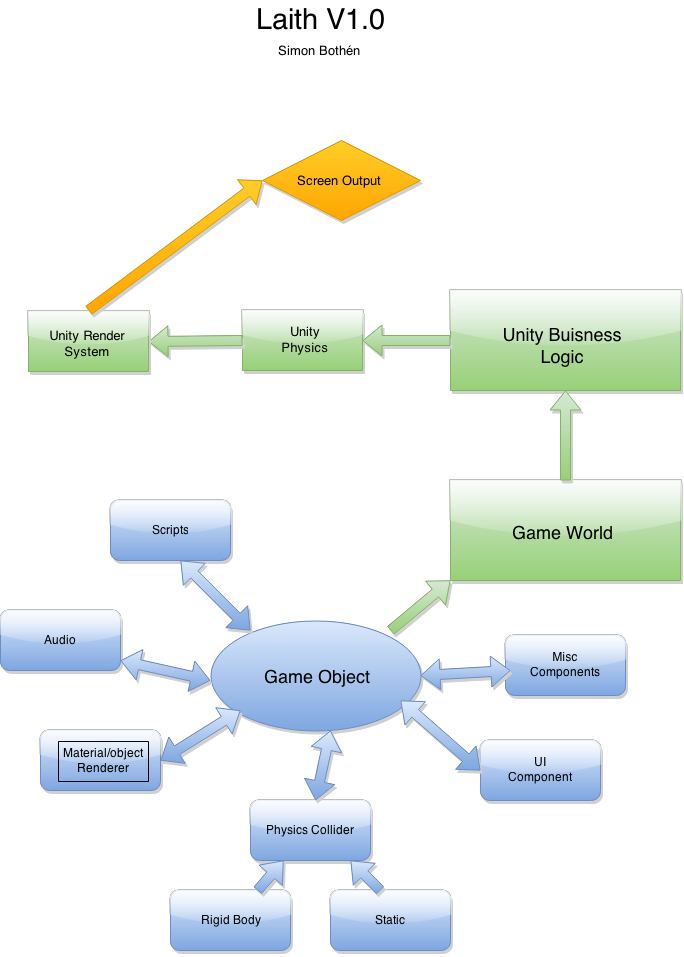 Laith V1.0
Simon Bothén
Screen Output
Unity Render
System
Unity
Physics
Unity Buisness
Logic
Game World
Scripts
Audio
Game Object
Misc
Components
Material/object
Renderer
UI
Component
Physics Collider
Rigid Body
Static